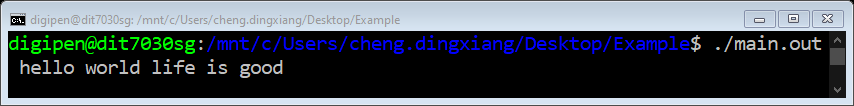 digipen@dit7030sg: /mnt/c/Users/cheng.dingxiang/Desktop/Example
digipen@dit7030sg:/mnt/c/Users/cheng.dingxiang/Desktop/Example$ ./main.out
hello world life is good